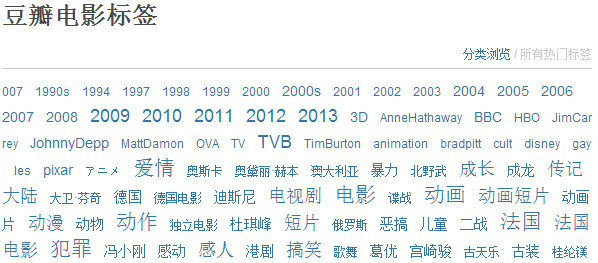 豆瓣电影标签
分类浏览 / 所有热门标签
007 1990s 1994 1997 1998 1999 2000 2000s 2001 2002 2003 2004 2005 2006
2007 2008 2009 2010 2011 2012 2013 3D AnneHathaway BBC HBO JimCar
rey JohnnyDepp MattDamon OVA TV TVB TimBurton animation bradpitt cult disney gay
les pixar アニメ 爱情 奥斯卡 奥黛丽·赫本 澳大利亚 暴力 北野武 成长 成龙 传记
大陆 大卫·芬奇 德国 德国电影 迪斯尼 电视剧 电影 谍战 动画 动画短片 动画
片 动漫 动物 动作 独立电影 杜琪峰 短片 俄罗斯 恶搞 儿童 二战 法国 法国
电影 犯罪 冯小刚 感动 感人 港剧 搞笑 歌舞 葛优 宫崎骏 古天乐 古装 桂纶镁